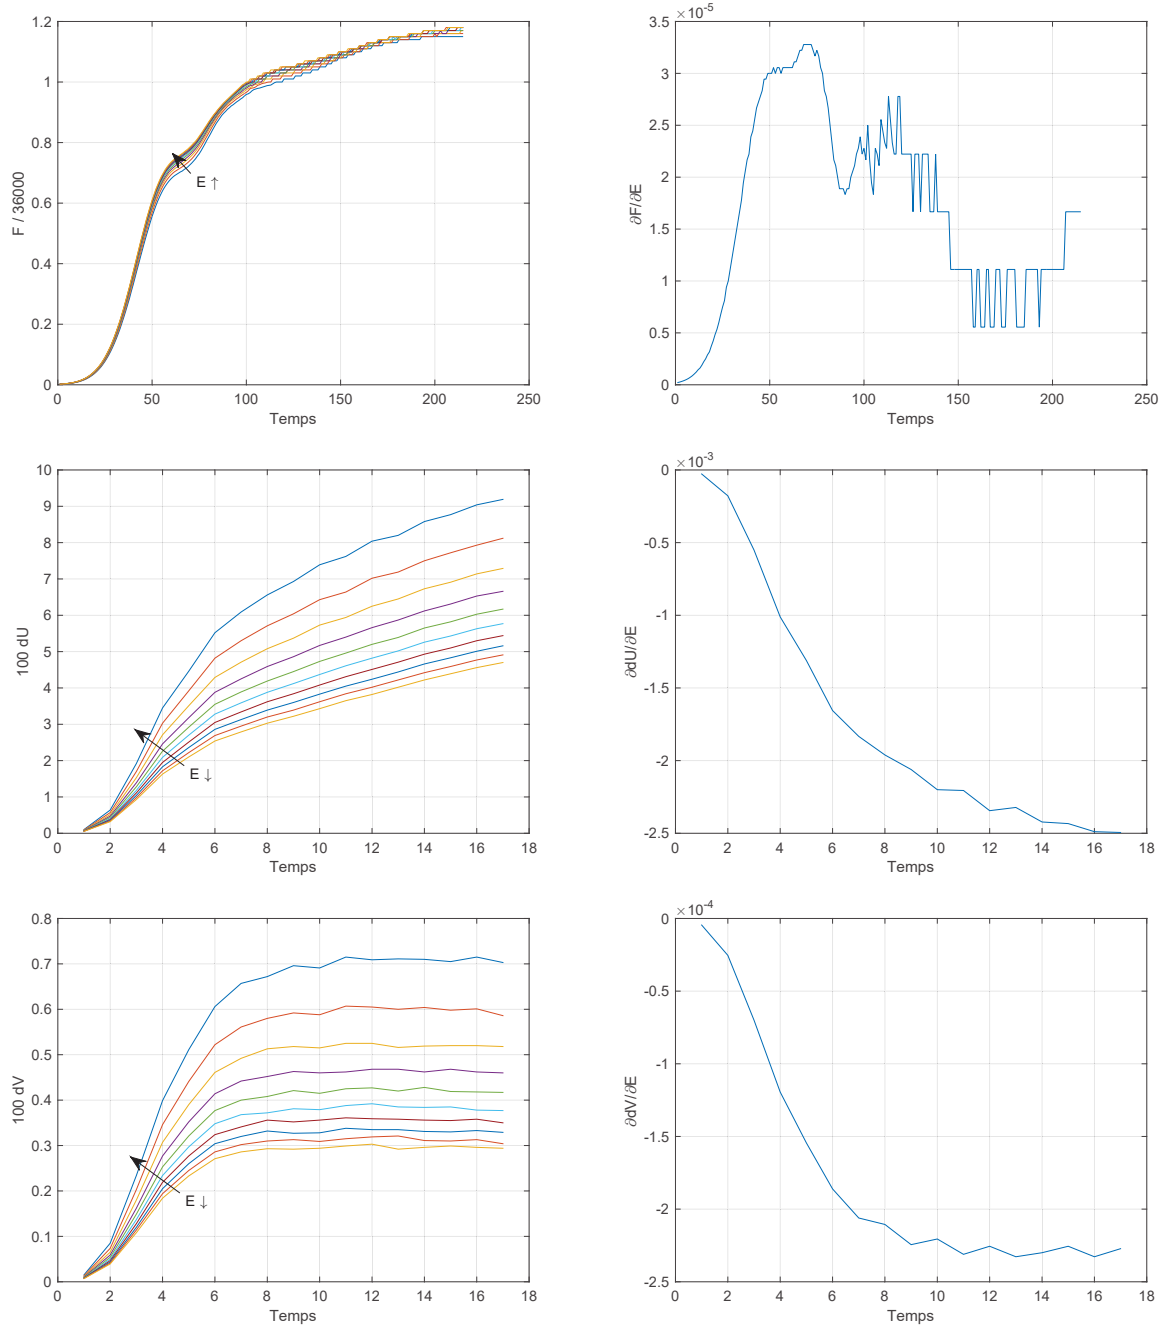 1.2
1
0.8
0.6
0.4
0.2
0
F / 36000
E ↑
0 50 100 150 200 250
Temps
×10-5
3.5
3
2.5
2
1.5
1
0.5
0
∂F/∂E
0 50 100 150 200 250
Temps
10
9
8
7
6
5
4
3
2
1
0
100 dU
E ↓
0 2 4 6 8 10 12 14 16 18
Temps
×10-3
0
-0.5
-1
-1.5
-2
-2.5
∂dU/∂E
0 2 4 6 8 10 12 14 16 18
Temps
0.8
0.7
0.6
0.5
0.4
0.3
0.2
0.1
0
100 dV
E ↓
0 2 4 6 8 10 12 14 16 18
Temps
×10-4
0
-0.5
-1
-1.5
-2
-2.5
∂dV/∂E
0 2 4 6 8 10 12 14 16 18
Temps